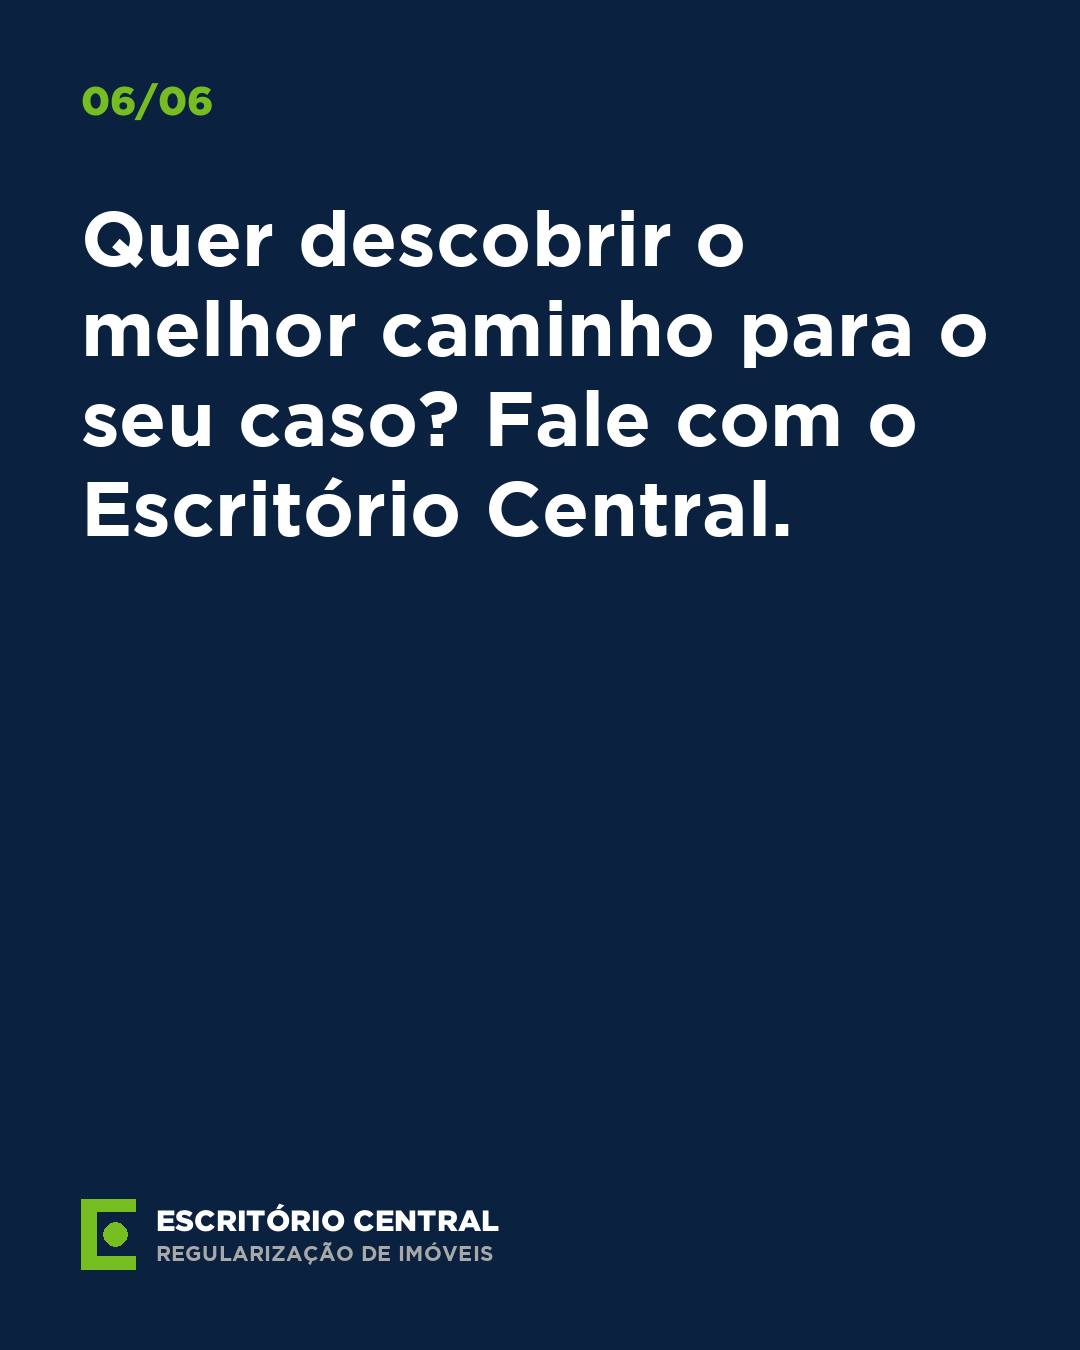 06/06
Quer descobrir o
melhor caminho para o
seu caso? Fale com o
Escritório Central.
ESCRITÓRIO CENTRAL
REGULARIZAÇÃO DE IMÓVEIS